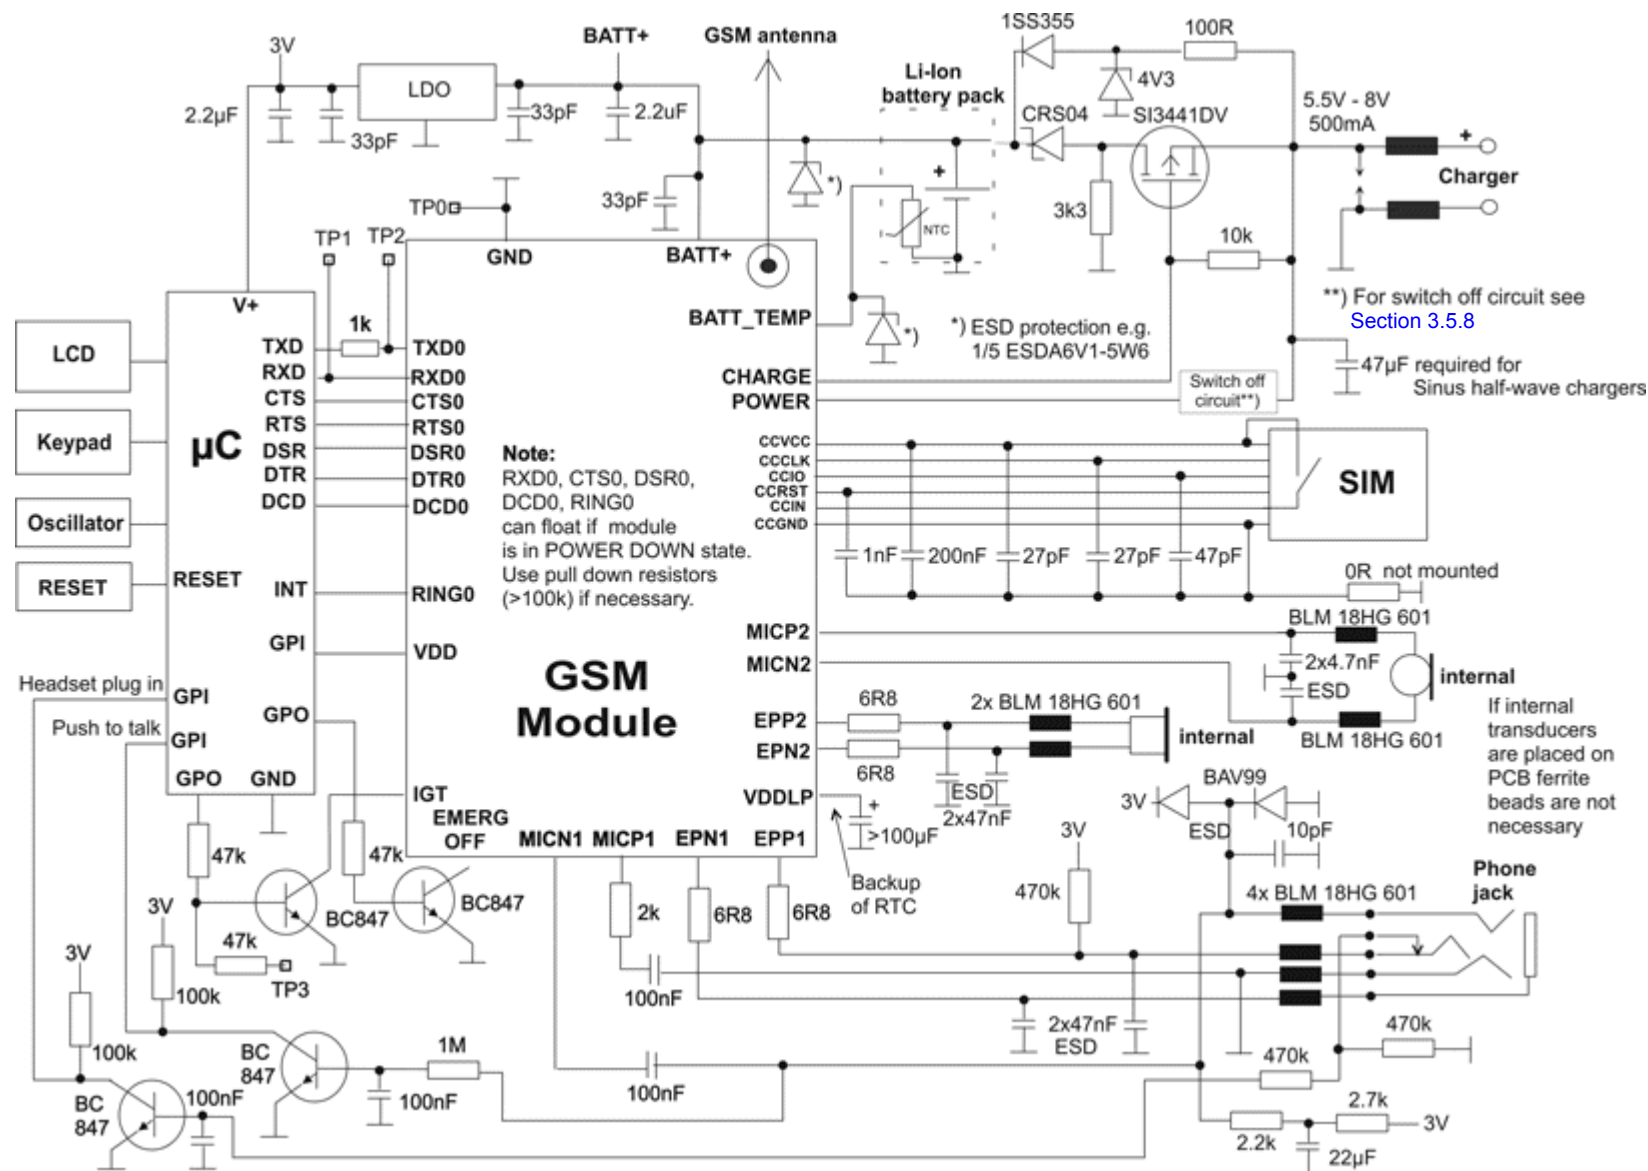 1SS355
100R
3V
BATT+
GSM antenna
Li-Ion
battery pack
4V3
LDO
2.2µF
33pF
33pF
2.2uF
CRS04
SI3441DV
5.5V - 8V
500mA
+
Charger
*)
+
33pF
TP0
3k3
NTC
10k
TP1
TP2
GND
BATT+
**) For switch off circuit see
Section 3.5.8
V+
1k
BATT_TEMP
*)
*) ESD protection e.g.
1/5 ESDA6V1-5W6
LCD
TXD
TXD0
RXD
RXD0
CHARGE
Switch off
circuit**)
47µF required for
Sinus half-wave chargers
CTS
CTS0
POWER
RTS
RTS0
Keypad
µC
DSR
DSR0
DTR
DTR0
DCD
DCD0
Note:
RXD0, CTS0, DSR0,
DCD0, RING0
can float if module
is in POWER DOWN state.
Use pull down resistors
(>100k) if necessary.
CCVCC
CCCLK
CCIO
CCRST
CCIN
CCGND
SIM
Oscillator
1nF
200nF
27pF
27pF
47pF
RESET
RESET
INT
RING0
0R not mounted
BLM 18HG 601
GPI
VDD
MICP2
MICN2
2x4.7nF
ESD
internal
BLM 18HG 601
GSM
Module
Headset plug in
GPI
Push to talk
GPI
GPO
6R8
2x BLM 18HG 601
EPP2
EPN2
internal
6R8
If internal
transducers
are placed on
PCB ferrite
beads are not
necessary
GPO
GND
IGT
EMERG
OFF
VDDLP
ESD
2x47nF
+
>100µF
BAV99
3V
ESD
10pF
MICN1
MICP1
EPN1
EPP1
3V
47k
47k
Backup
of RTC
470k
Phone
jack
4x BLM 18HG 601
BC847
BC847
2k
6R8
6R8
3V
47k
TP3
3V
100k
100nF
2x47nF
ESD
100k
BC
847
1M
100nF
100nF
470k
470k
BC
847
100nF
2.7k
3V
2.2k
22µF